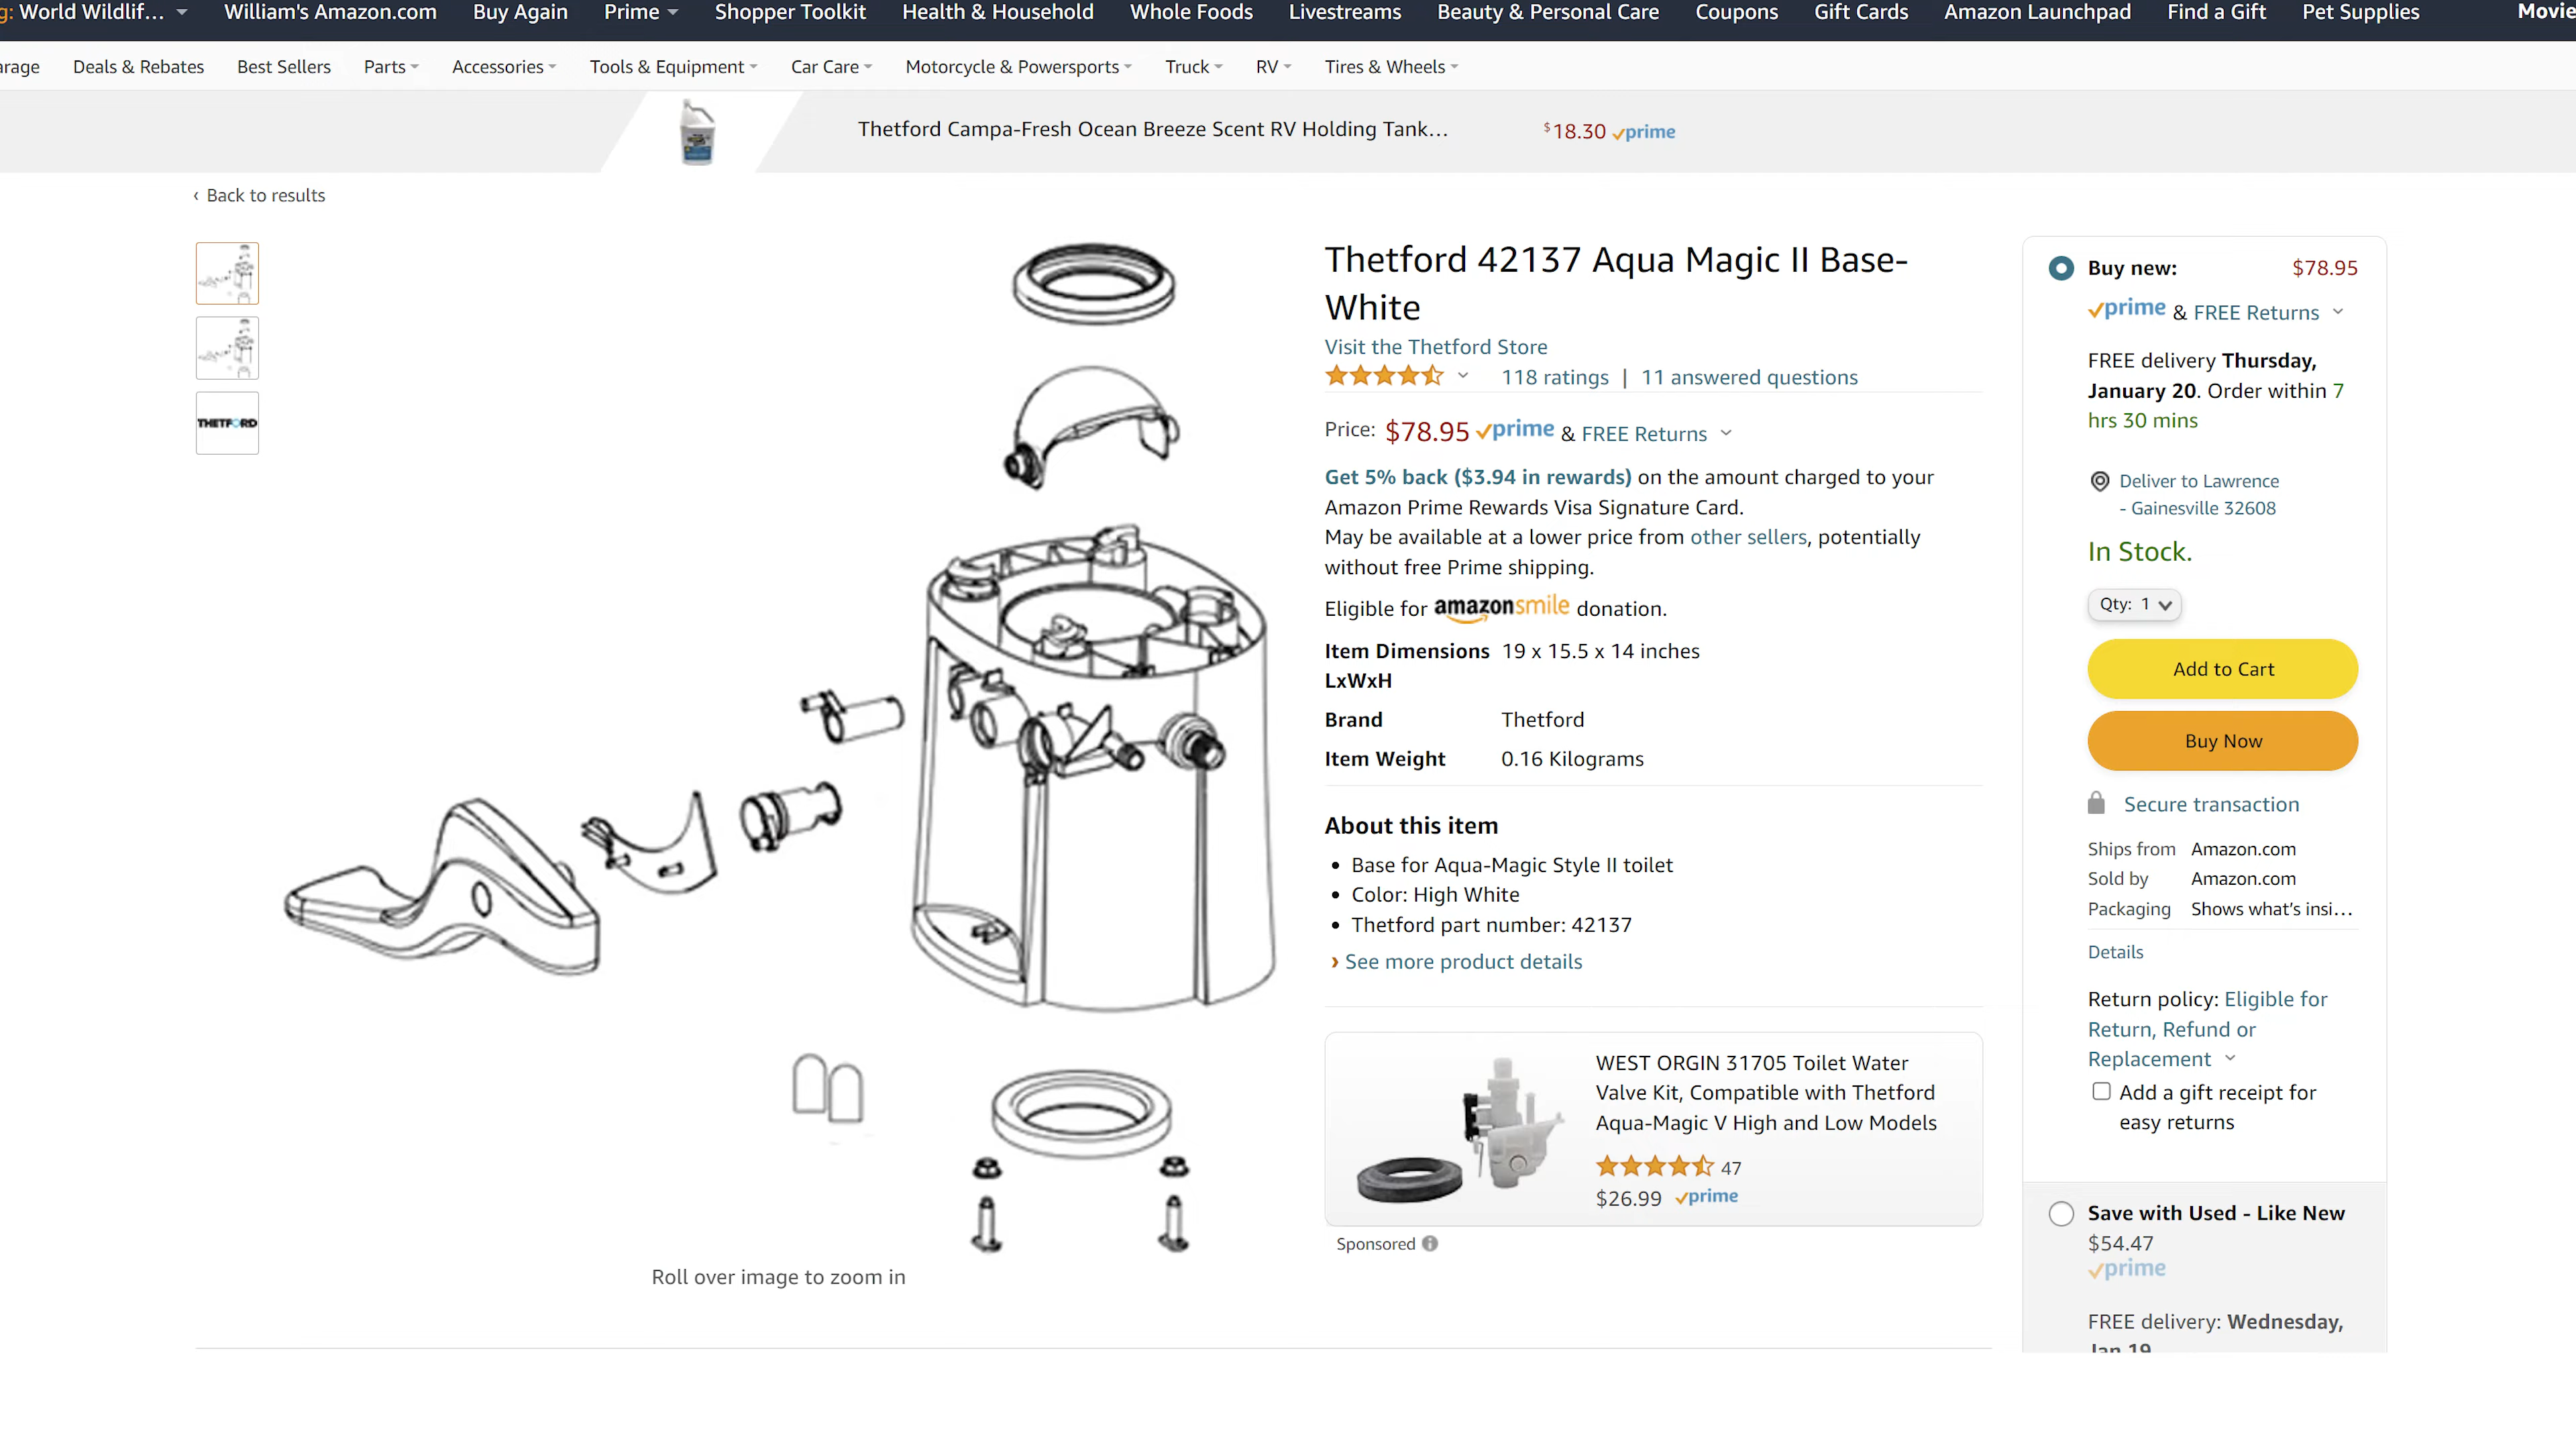 g: World Wildlif...
William's Amazon.com
Buy Again
Prime
Shopper Toolkit
Health & Household
Whole Foods
Livestreams
Beauty & Personal Care
Coupons
Gift Cards
Amazon Launchpad
Find a Gift
Pet Supplies
Movie
arage
Deals & Rebates
Best Sellers
Parts
Accessories
Tools & Equipment
Car Care
Motorcycle & Powersports
Truck
RV
Tires & Wheels
Thetford Campa-Fresh Ocean Breeze Scent RV Holding Tank...
$18.30 prime
‹ Back to results
THETFORD
Roll over image to zoom in
Thetford 42137 Aqua Magic II Base-
White
Visit the Thetford Store
118 ratings | 11 answered questions
Price: $78.95 prime & FREE Returns
Get 5% back ($3.94 in rewards) on the amount charged to your
Amazon Prime Rewards Visa Signature Card.
May be available at a lower price from other sellers, potentially
without free Prime shipping.
Eligible for amazonsmile donation.
Item Dimensions 19 x 15.5 x 14 inches
LxWxH
Brand Thetford
Item Weight 0.16 Kilograms
About this item
• Base for Aqua-Magic Style II toilet
• Color: High White
• Thetford part number: 42137
› See more product details
WEST ORGIN 31705 Toilet Water
Valve Kit, Compatible with Thetford
Aqua-Magic V High and Low Models
47
$26.99 prime
Sponsored
Buy new: $78.95
prime & FREE Returns
FREE delivery Thursday,
January 20. Order within 7
hrs 30 mins
Deliver to Lawrence
- Gainesville 32608
In Stock.
Qty: 1
Add to Cart
Buy Now
Secure transaction
Ships from Amazon.com
Sold by Amazon.com
Packaging Shows what's insi...
Details
Return policy: Eligible for
Return, Refund or
Replacement
Add a gift receipt for
easy returns
Save with Used - Like New
$54.47
prime
FREE delivery: Wednesday,
Jan 19